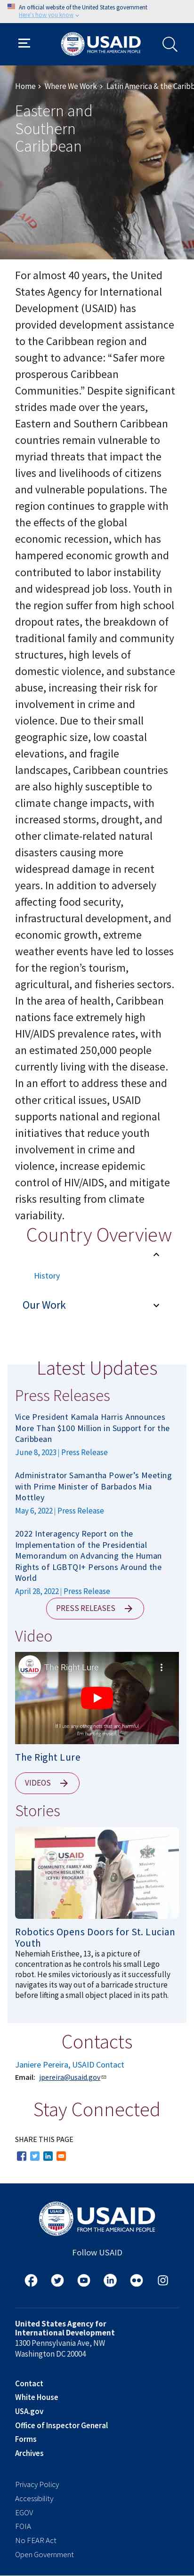 An official website of the United States government
Here's how you know
USAID
FROM THE AMERICAN PEOPLE
Home > Where We Work > Latin America & the Caribb
Eastern and
Southern
Caribbean
For almost 40 years, the United
States Agency for International
Development (USAID) has
provided development assistance
to the Caribbean region and
sought to advance: “Safer more
prosperous Caribbean
Communities.” Despite significant
strides made over the years,
Eastern and Southern Caribbean
countries remain vulnerable to
myriad threats that impact the
lives and livelihoods of citizens
and vulnerable populations. The
region continues to grapple with
the effects of the global
economic recession, which has
hampered economic growth and
contributed to labor instability
and widespread job loss. Youth in
the region suffer from high school
dropout rates, the breakdown of
traditional family and community
structures, high levels of
domestic violence, and substance
abuse, increasing their risk for
involvement in crime and
violence. Due to their small
geographic size, low coastal
elevations, and fragile
landscapes, Caribbean countries
are also highly susceptible to
climate change impacts, with
increased storms, drought, and
other climate-related natural
disasters causing more
widespread damage in recent
years. In addition to adversely
affecting food security,
infrastructural development, and
economic growth, extreme
weather events have led to losses
for the region’s tourism,
agricultural, and fisheries sectors.
In the area of health, Caribbean
nations face extremely high
HIV/AIDS prevalence rates, with
an estimated 250,000 people
currently living with the disease.
In an effort to address these and
other critical issues, USAID
supports national and regional
initiatives that reduce youth
involvement in crime and
violence, increase epidemic
control of HIV/AIDS, and mitigate
risks resulting from climate
variability.
Country Overview
History
Our Work
Latest Updates
Press Releases
Vice President Kamala Harris Announces
More Than $100 Million in Support for the
Caribbean
June 8, 2023 | Press Release
Administrator Samantha Power’s Meeting
with Prime Minister of Barbados Mia
Mottley
May 6, 2022 | Press Release
2022 Interagency Report on the
Implementation of the Presidential
Memorandum on Advancing the Human
Rights of LGBTQI+ Persons Around the
World
April 28, 2022 | Press Release
PRESS RELEASES
Video
The Right Lure
The Right Lure
VIDEOS
Stories
Robotics Opens Doors for St. Lucian
Youth
Nehemiah Eristhee, 13, is a picture of
concentration as he controls his small Lego
robot. He smiles victoriously as it successfully
navigates its way out of a barricade structure
before lifting a small object placed in its path.
Contacts
Janiere Pereira, USAID Contact
Email: jpereira@usaid.gov
Stay Connected
SHARE THIS PAGE
USAID
FROM THE AMERICAN PEOPLE
Follow USAID
United States Agency for
International Development
1300 Pennsylvania Ave, NW
Washington DC 20004
Contact
White House
USA.gov
Office of Inspector General
Forms
Archives
Privacy Policy
Accessibility
EGOV
FOIA
No FEAR Act
Open Government